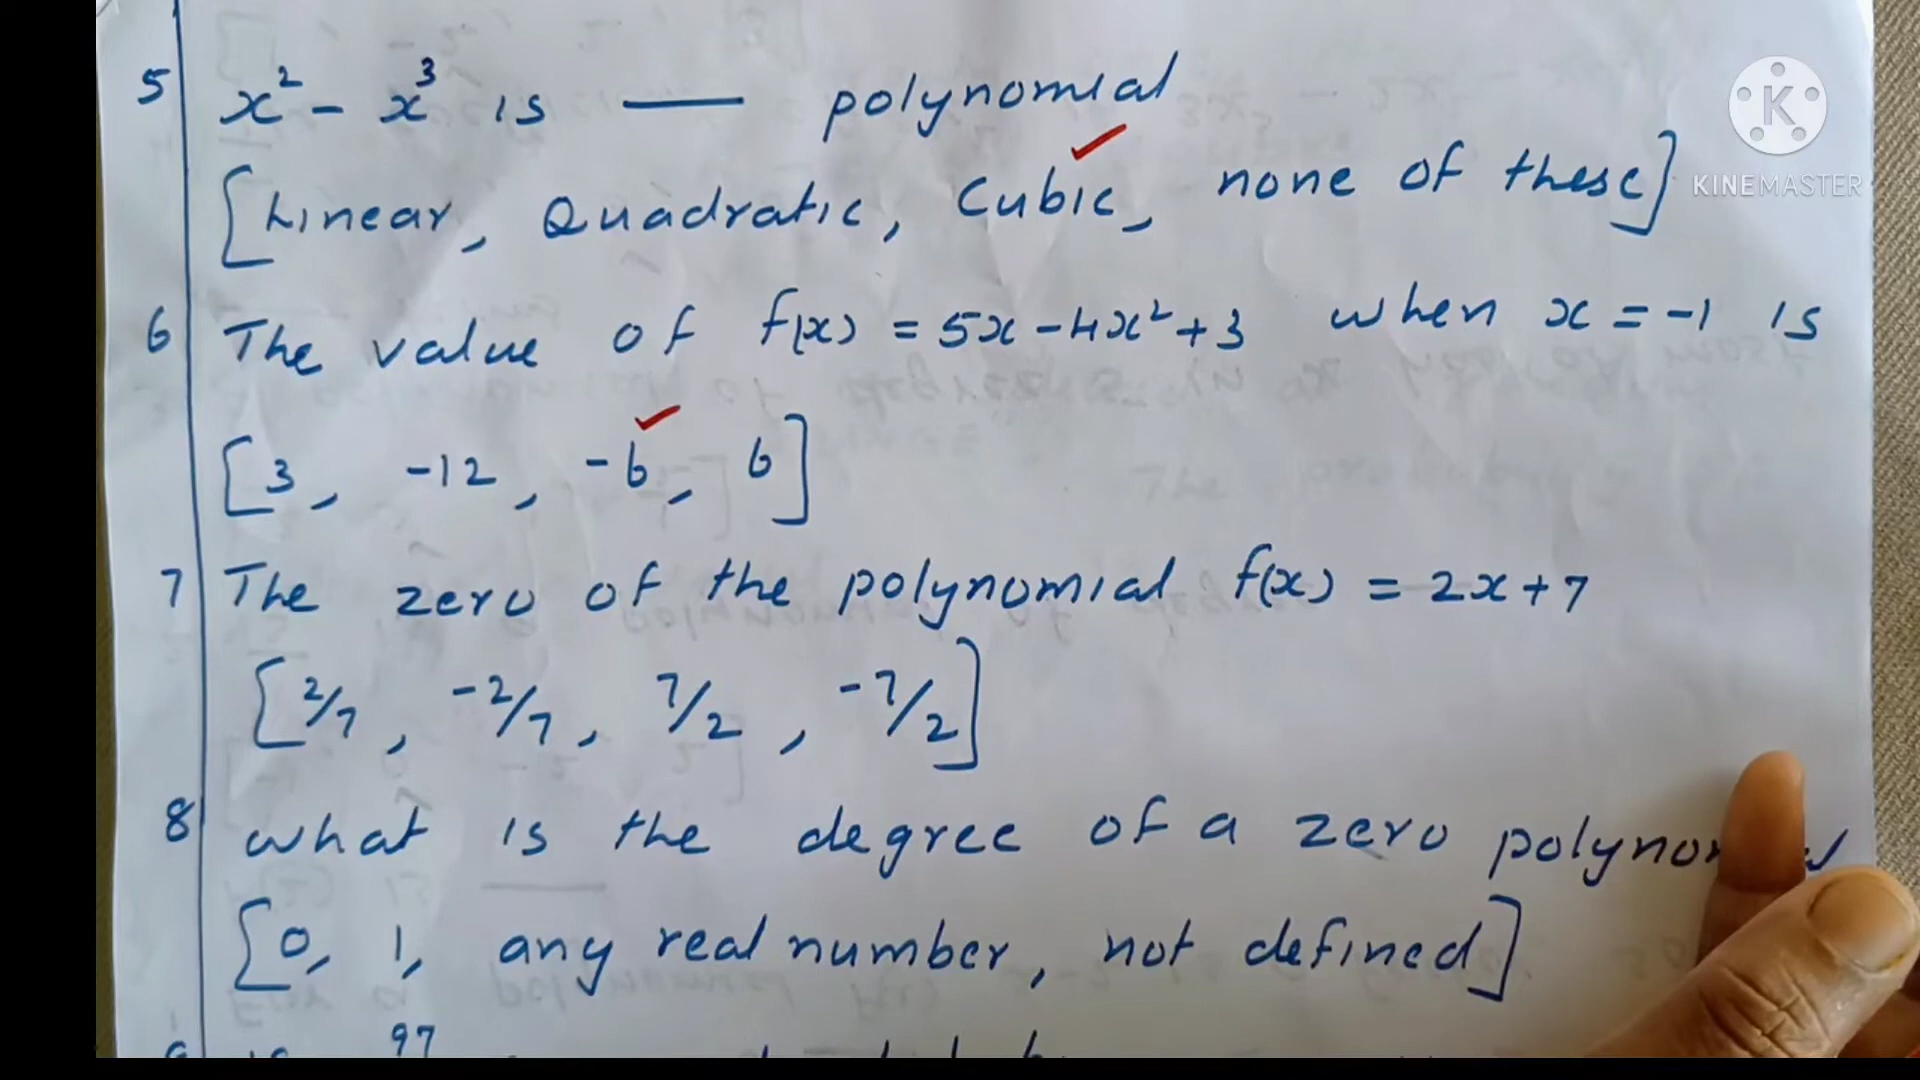 5 x² - x³ is — polynomial
[Linear, Quadratic, Cubic, none of these]
KINEMASTER
6 The value of f(x) = 5x - 4x² + 3 when x = -1 is
[3, -12, -6, 6]
7 The zero of the polynomial f(x) = 2x + 7
[2/7, -2/7, 7/2, -7/2]
8 what is the degree of a zero
[0, 1, any real number, not defined]
97